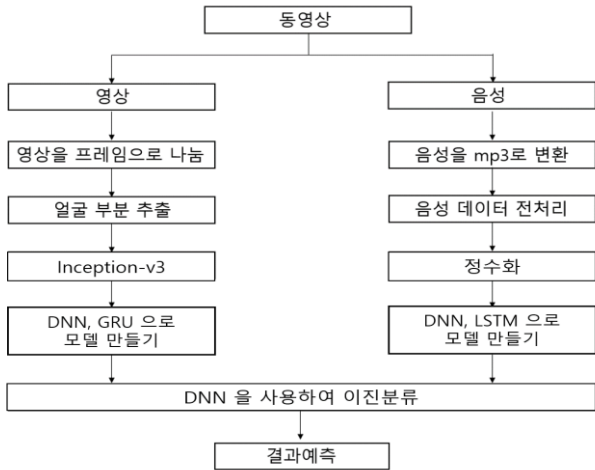 동영상
영상
음성
영상을 프레임으로 나눔
음성을 mp3로 변환
얼굴 부분 추출
음성 데이터 전처리
Inception-v3
정수화
DNN, GRU 으로
모델 만들기
DNN, LSTM 으로
모델 만들기
DNN 을 사용하여 이진분류
결과예측